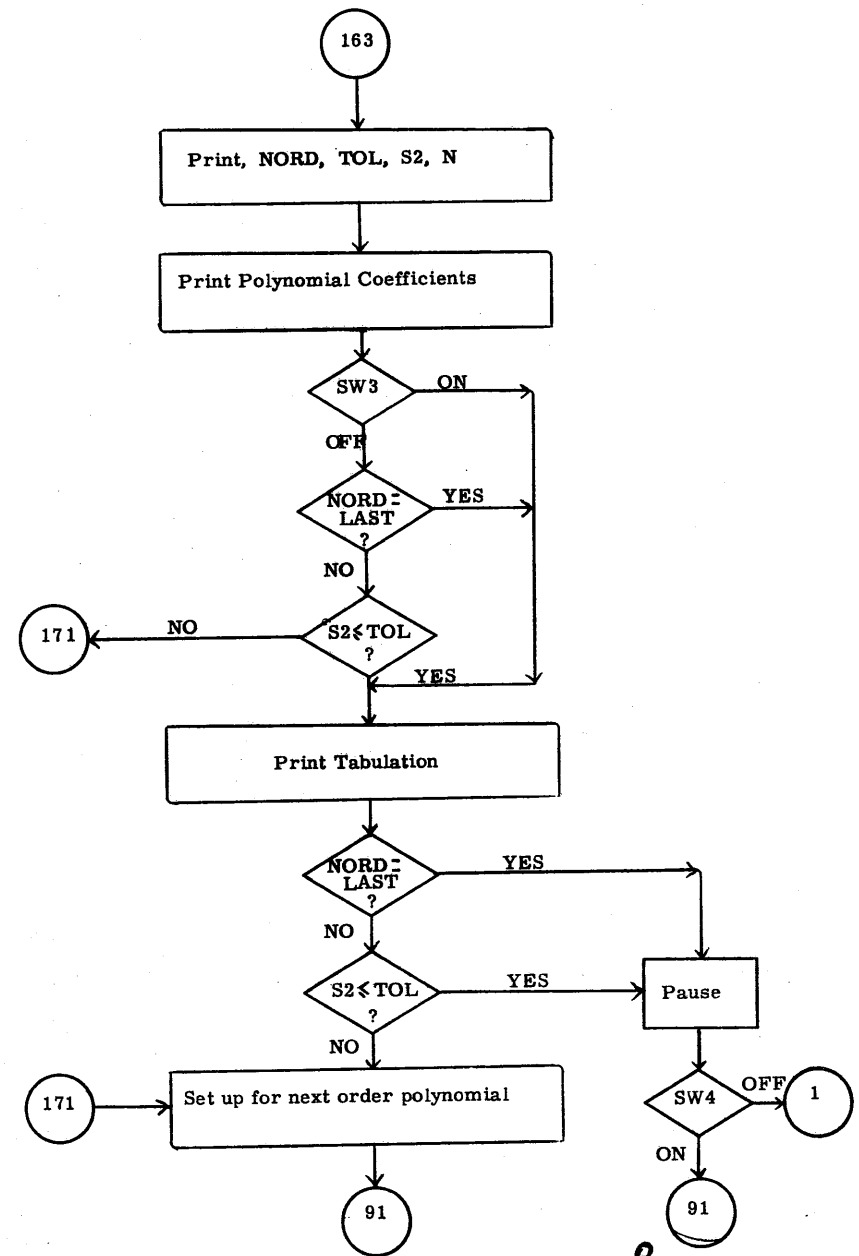 163
Print, NORD, TOL, S2, N
Print Polynomial Coefficients
SW3
ON
OFF
NORD =
LAST
?
YES
NO
S2≤TOL
?
NO
171
YES
Print Tabulation
NORD =
LAST
?
YES
NO
S2≤TOL
?
YES
Pause
NO
171
Set up for next order polynomial
SW4
OFF
1
ON
91
91